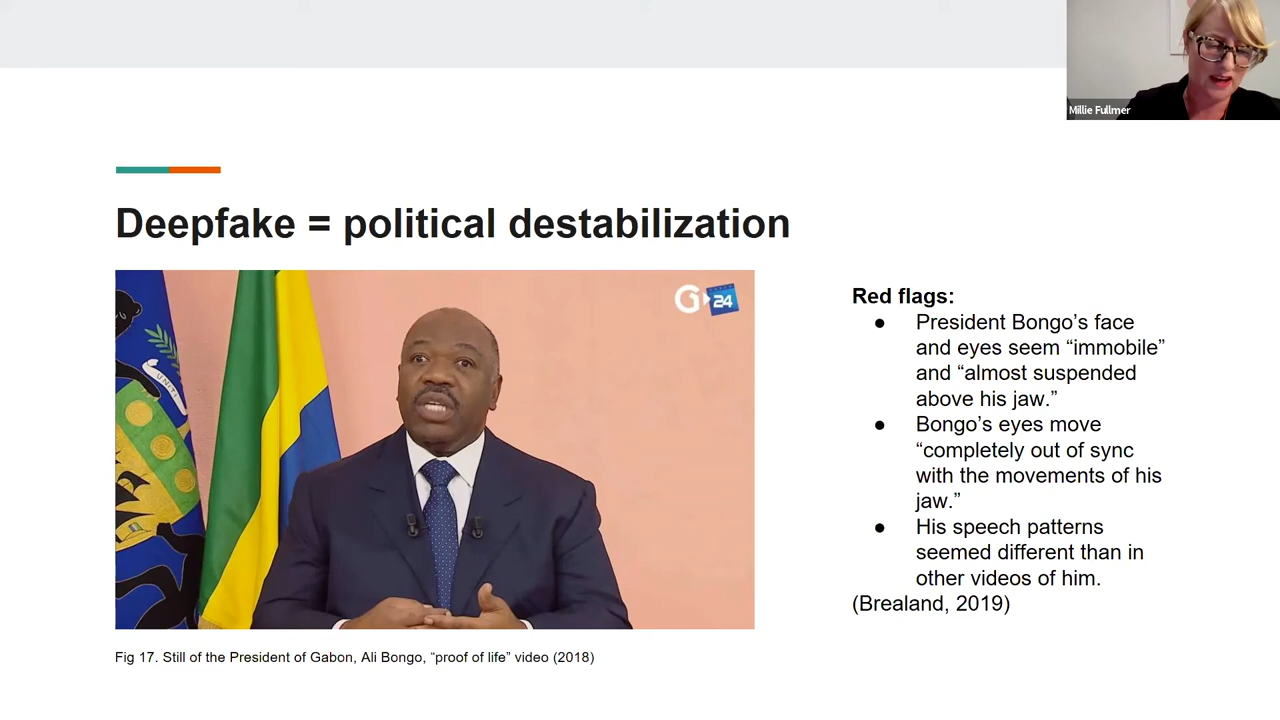 Millie Fullmer
Deepfake = political destabilization
G 24
UNITE
Red flags:
● President Bongo’s face
and eyes seem “immobile”
and “almost suspended
above his jaw.”
● Bongo’s eyes move
“completely out of sync
with the movements of his
jaw.”
● His speech patterns
seemed different than in
other videos of him.
(Brealand, 2019)
Fig 17. Still of the President of Gabon, Ali Bongo, “proof of life” video (2018)